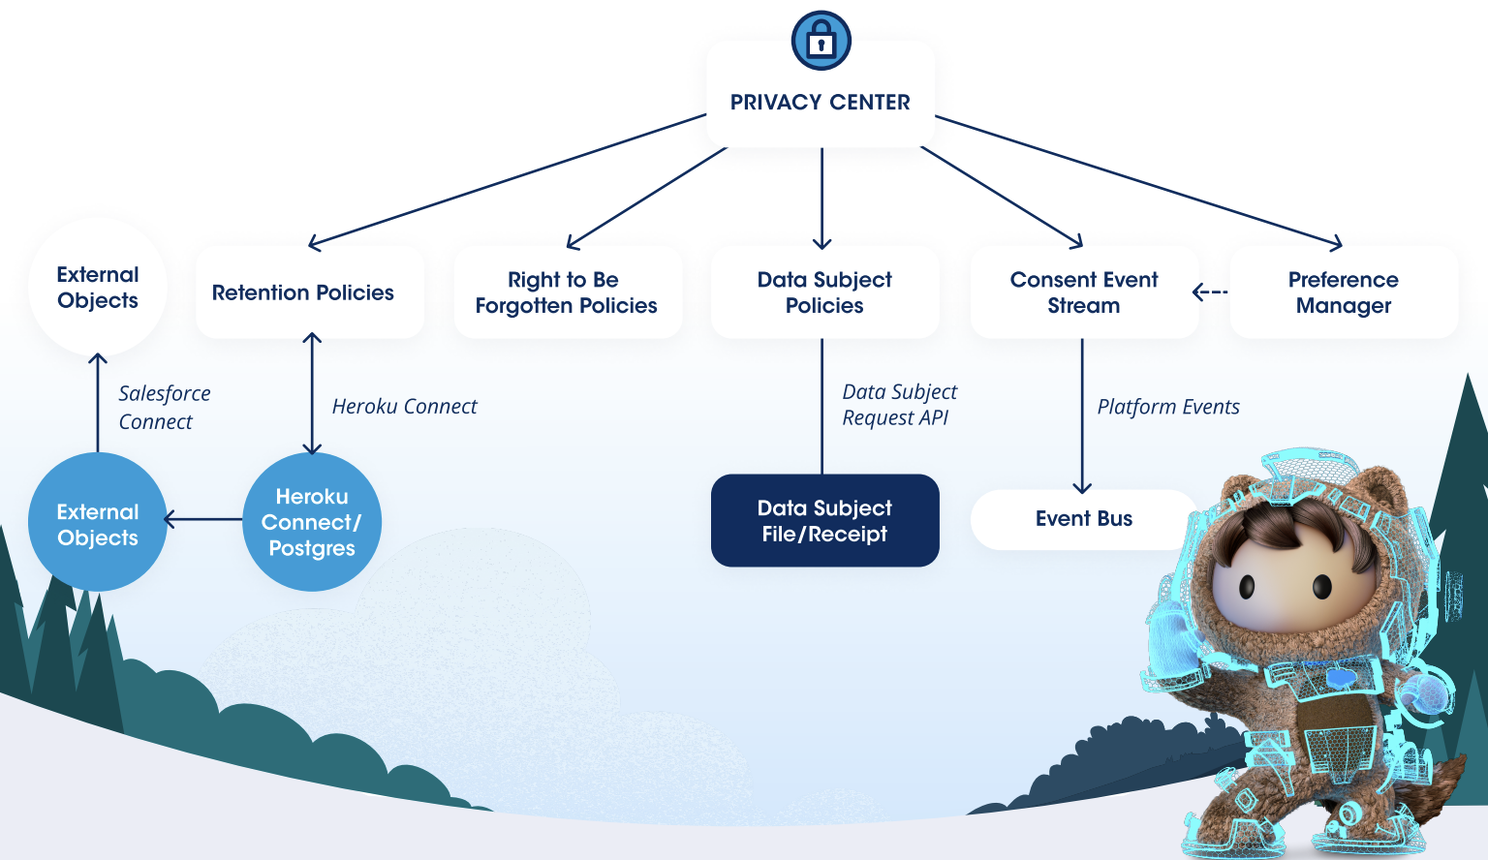 PRIVACY CENTER
External
Objects
Retention Policies
Right to Be
Forgotten Policies
Data Subject
Policies
Consent Event
Stream
Preference
Manager
Salesforce
Connect
Heroku Connect
Data Subject
Request API
Platform Events
External
Objects
Heroku
Connect/
Postgres
Data Subject
File/Receipt
Event Bus